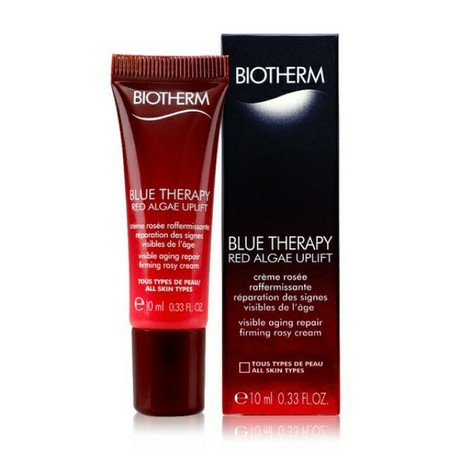 BIOTHERM
BLUE THERAPY
RED ALGAE UPLIFT
crème rosée raffermissante
réparation des signes
visibles de l'âge
visible aging repair
firming rosy cream
TOUS TYPES DE PEAU/
ALL SKIN TYPES
℮ 10 ml 0.33 FL.OZ.
BIOTHERM
BLUE THERAPY
RED ALGAE UPLIFT
crème rosée
raffermissante
réparation des signes
visibles de l'âge
visible aging repair
firming rosy cream
TOUS TYPES DE PEAU
ALL SKIN TYPES
℮ 10 ml 0.33 FL.OZ.